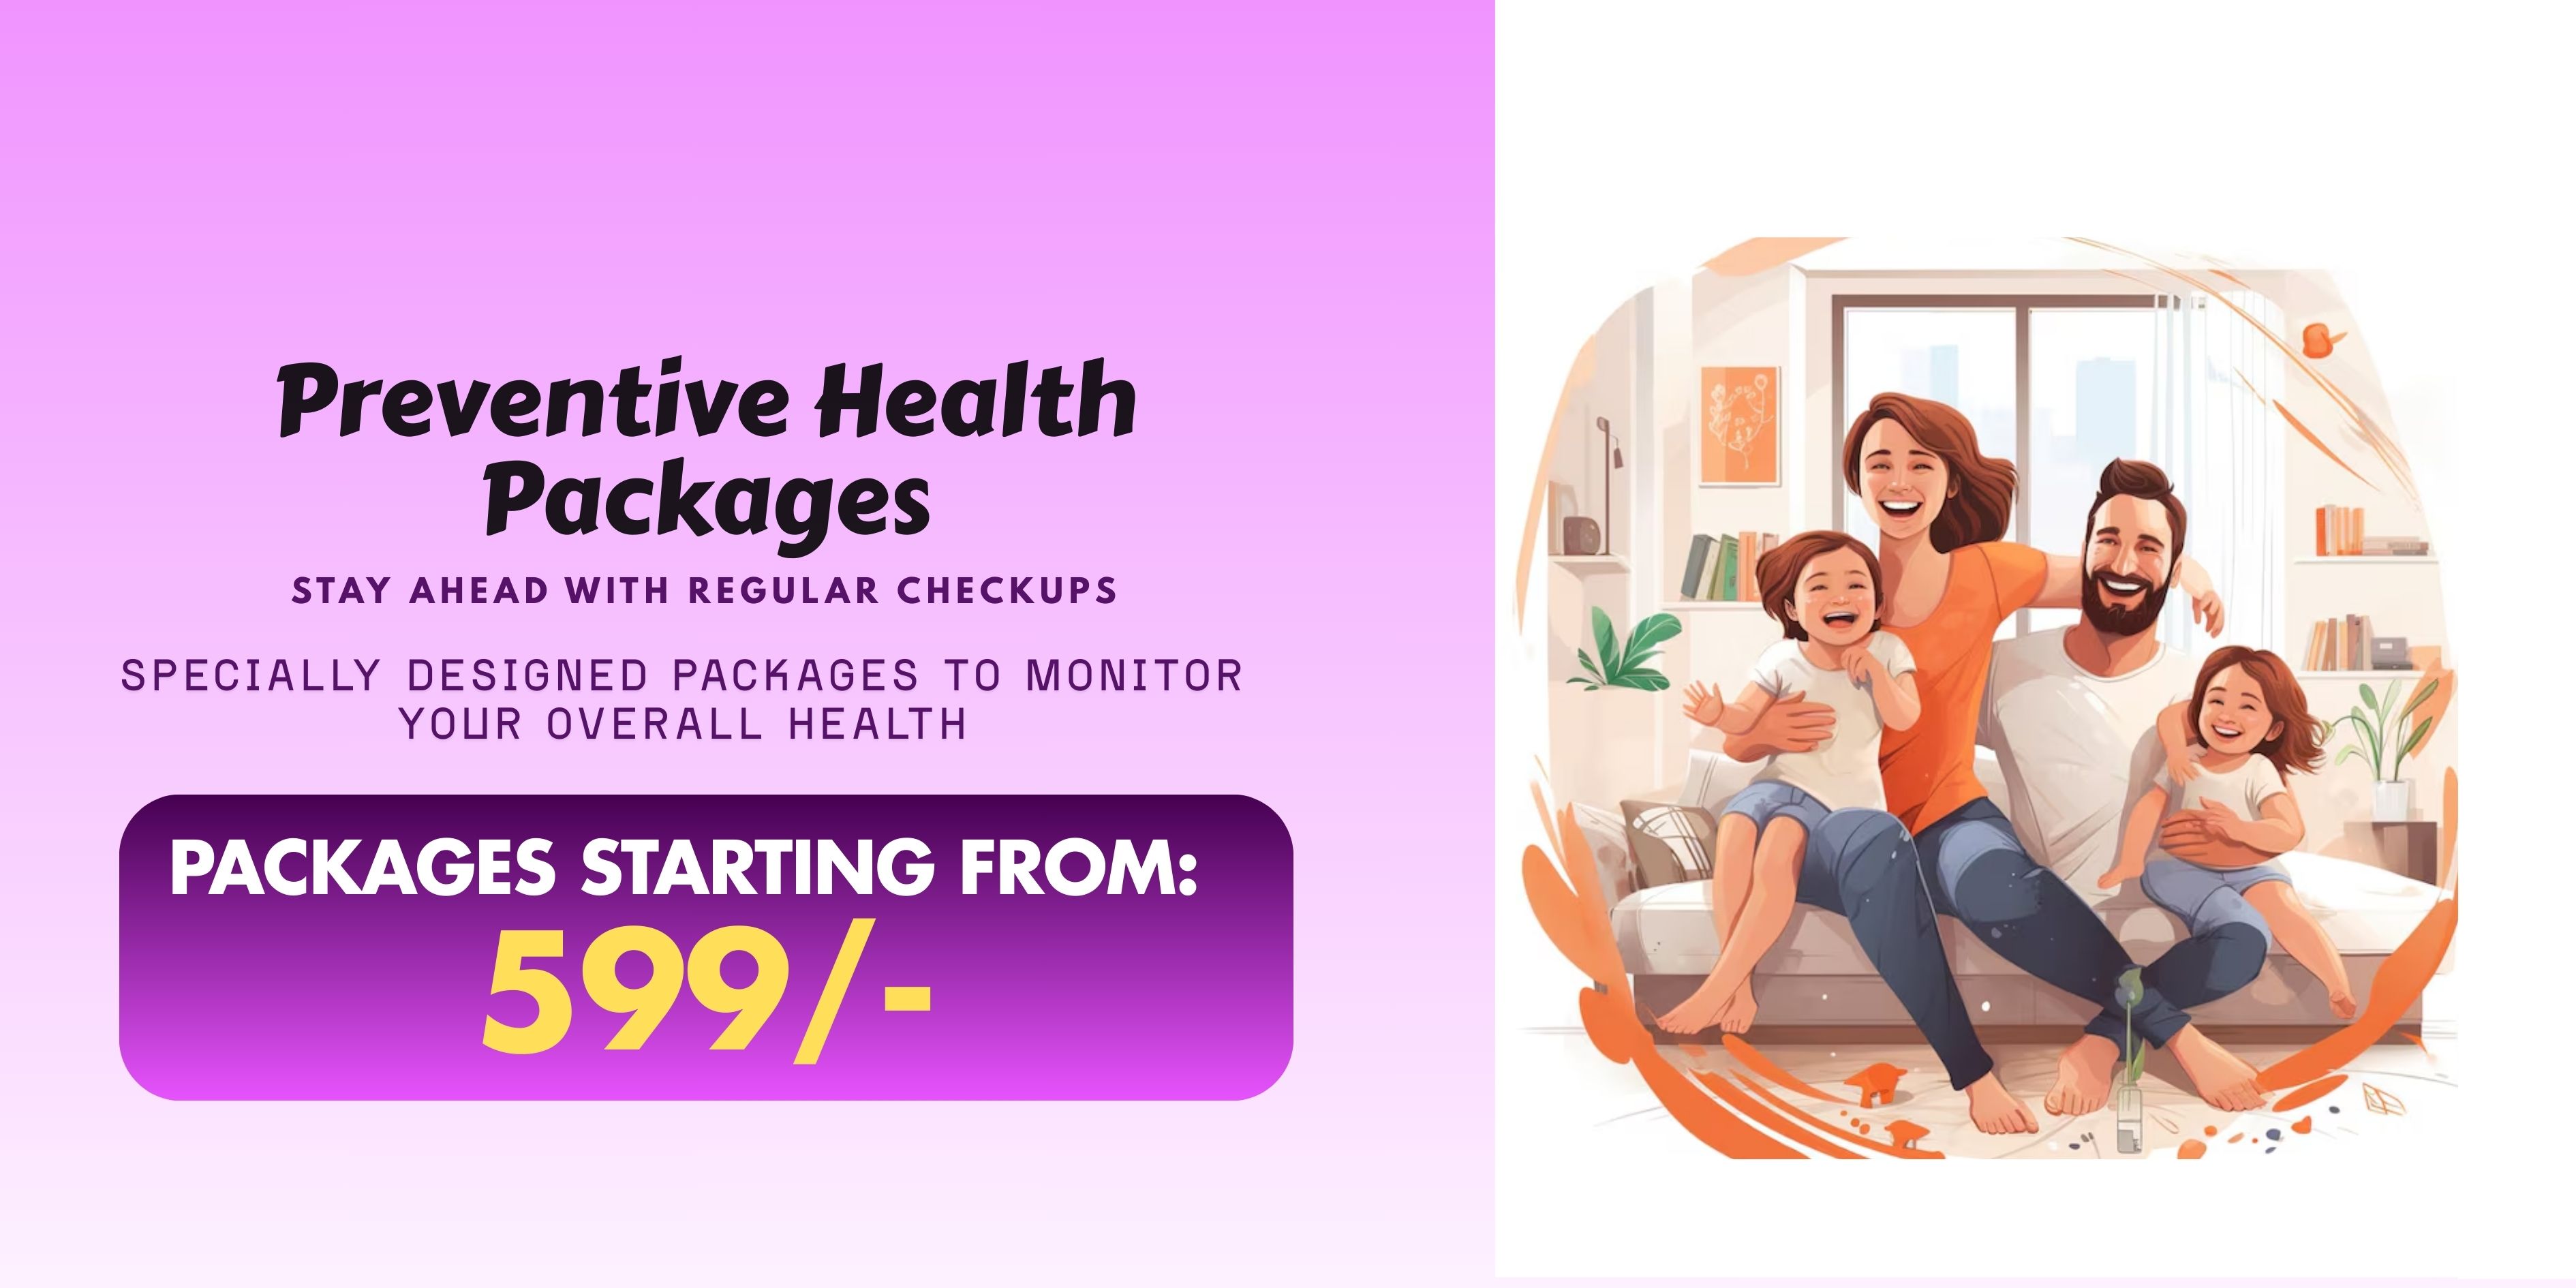 Preventive Health
Packages
STAY AHEAD WITH REGULAR CHECKUPS
SPECIALLY DESIGNED PACKAGES TO MONITOR
YOUR OVERALL HEALTH
PACKAGES STARTING FROM:
599/-